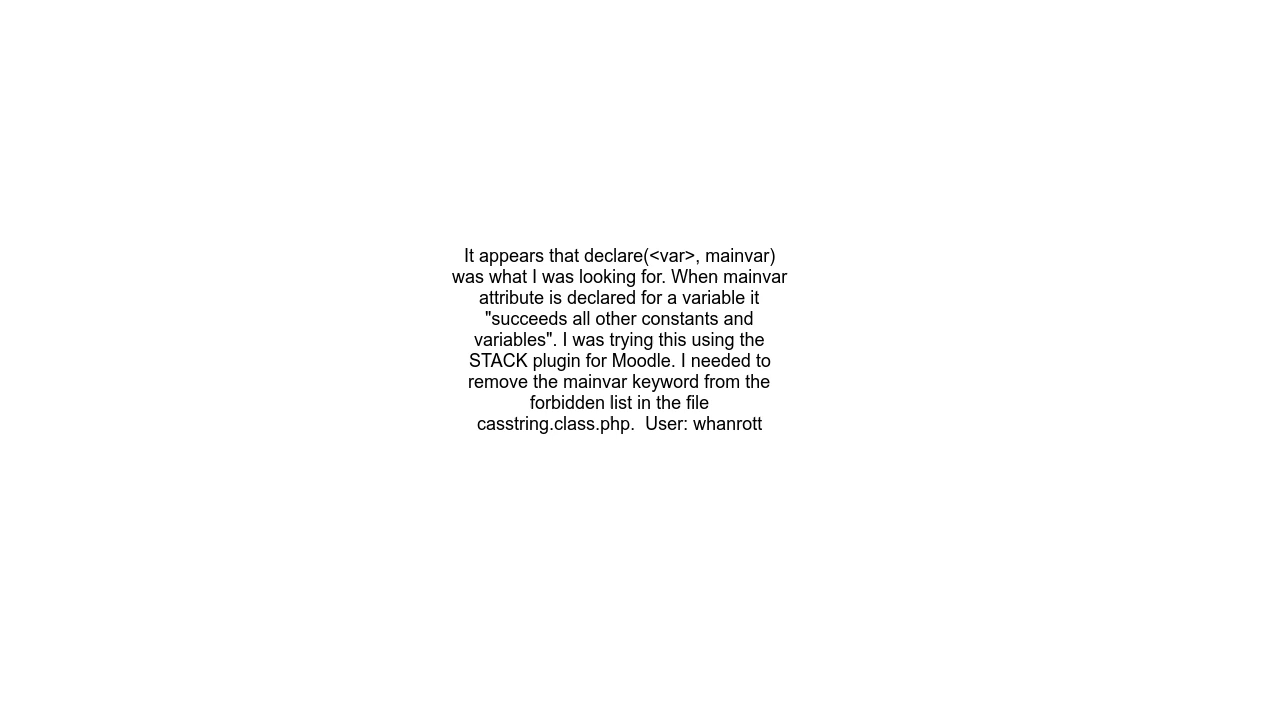 It appears that declare(<var>, mainvar)
was what I was looking for. When mainvar
attribute is declared for a variable it
"succeeds all other constants and
variables". I was trying this using the
STACK plugin for Moodle. I needed to
remove the mainvar keyword from the
forbidden list in the file
casstring.class.php.  User: whanrott